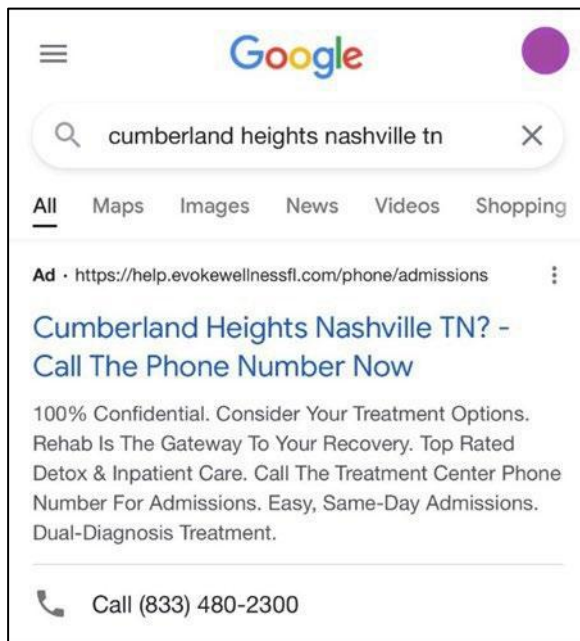 Google
cumberland heights nashville tn
All Maps Images News Videos Shopping
Ad · https://help.evokewellnessfl.com/phone/admissions
Cumberland Heights Nashville TN? -
Call The Phone Number Now
100% Confidential. Consider Your Treatment Options.
Rehab Is The Gateway To Your Recovery. Top Rated
Detox & Inpatient Care. Call The Treatment Center Phone
Number For Admissions. Easy, Same-Day Admissions.
Dual-Diagnosis Treatment.
Call (833) 480-2300